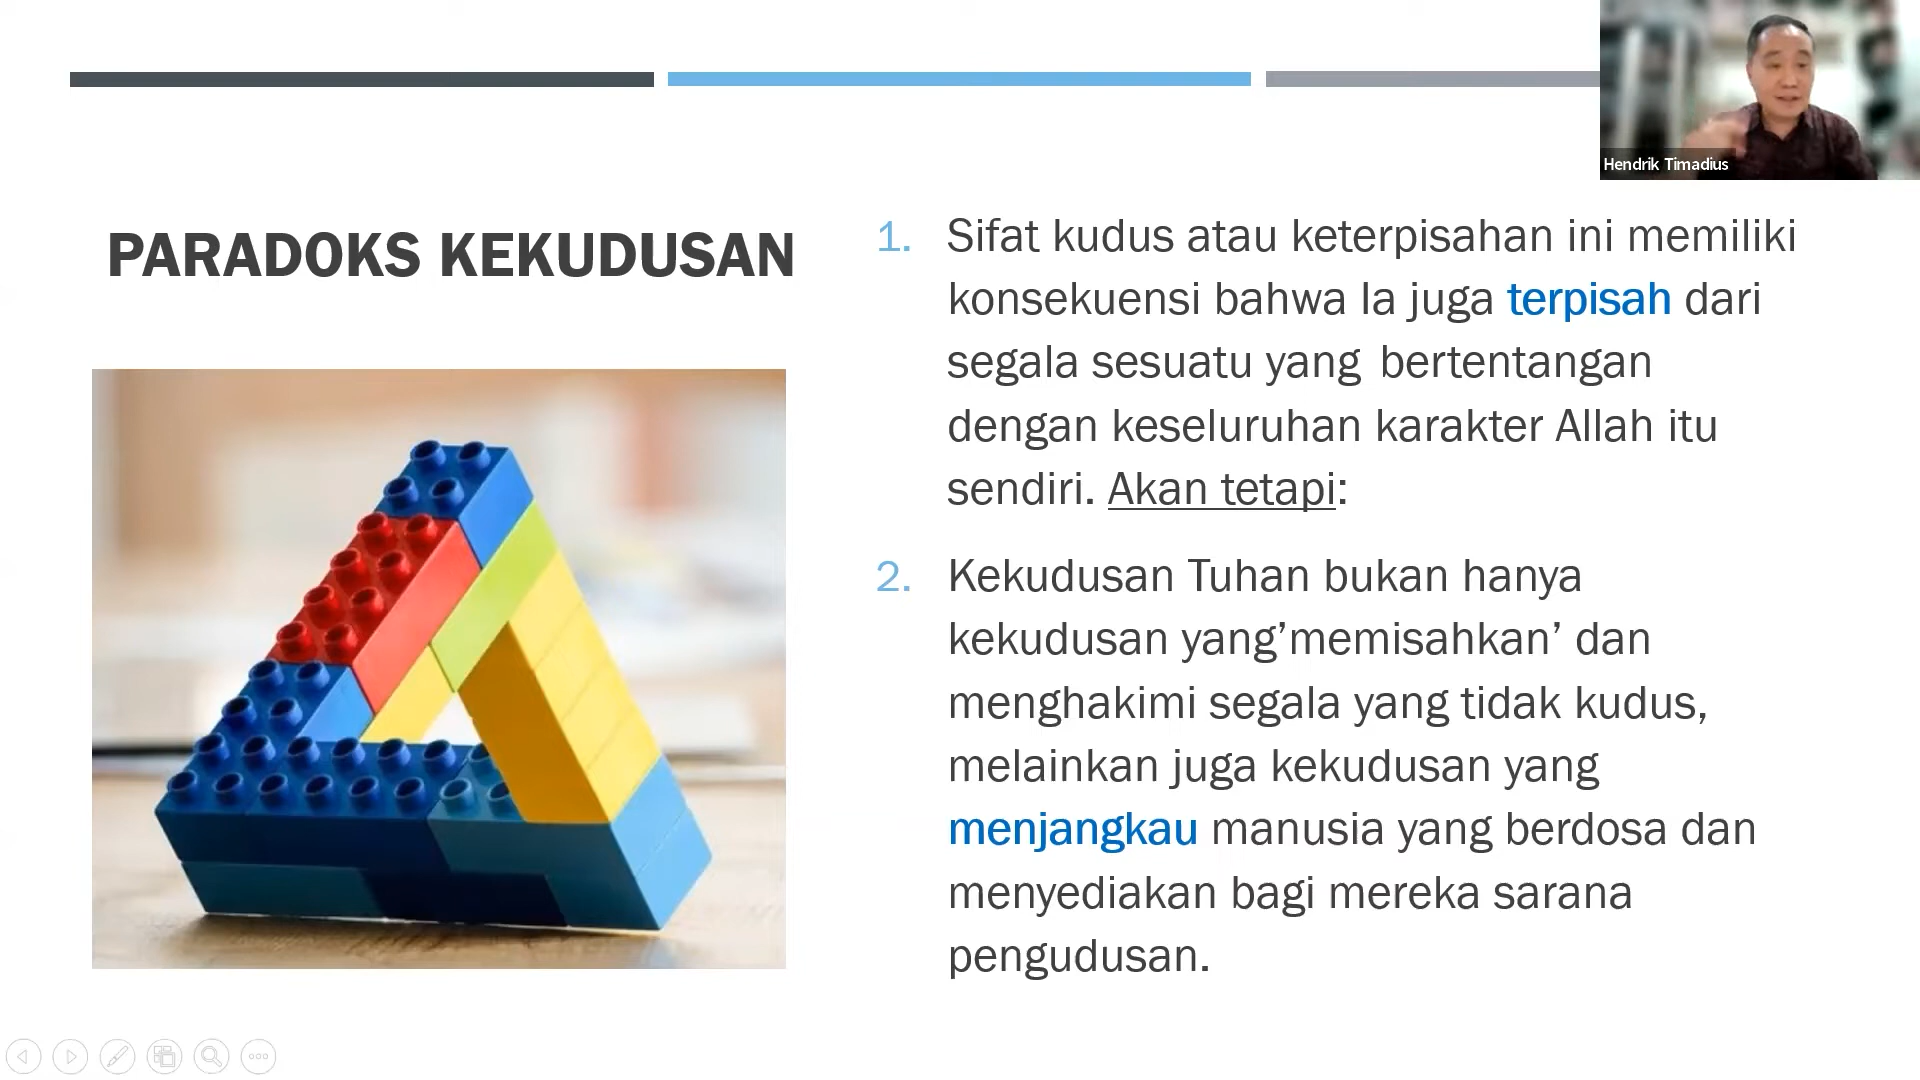 Hendrik Timadius
PARADOKS KEKUDUSAN
1. Sifat kudus atau keterpisahan ini memiliki
konsekuensi bahwa Ia juga terpisah dari
segala sesuatu yang bertentangan
dengan keseluruhan karakter Allah itu
sendiri. Akan tetapi:
2. Kekudusan Tuhan bukan hanya
kekudusan yang’memisahkan’ dan
menghakimi segala yang tidak kudus,
melainkan juga kekudusan yang
menjangkau manusia yang berdosa dan
menyediakan bagi mereka sarana
pengudusan.